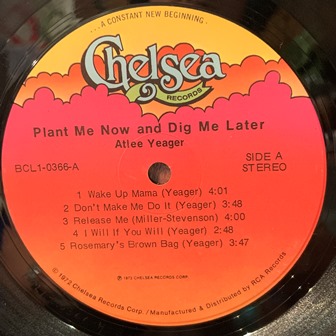 ...A CONSTANT NEW BEGINNING.
Chelsea
RECORDS
Plant Me Now and Dig Me Later
Atlee Yeager
BCL1-0366-A
SIDE A
STEREO
1 Wake Up Mama (Yeager) 4:01
2 Don't Make Me Do It (Yeager) 3:48
3 Release Me (Miller-Stevenson) 4:00
4 I Will If You Will (Yeager) 2:48
5 Rosemary's Brown Bag (Yeager) 3:47
℗ 1973 CHELSEA RECORDS CORP.
© 1973 Chelsea Records Corp. / Manufactured & Distributed by RCA Records